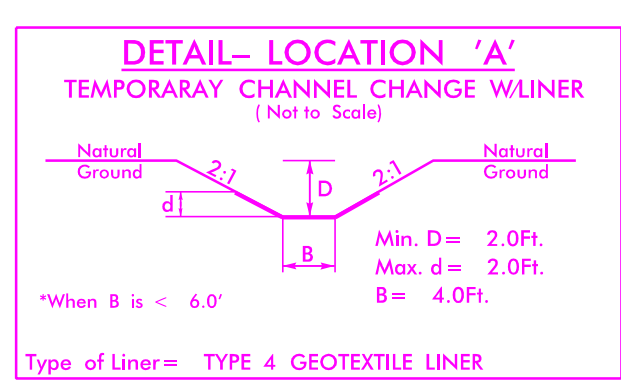 DETAIL– LOCATION 'A'
TEMPORARAY CHANNEL CHANGE W/LINER
( Not to Scale)
Natural
Ground
2:1
D
2:1
Natural
Ground
d
B
Min. D = 2.0Ft.
Max. d = 2.0Ft.
B= 4.0Ft.
*When B is < 6.0'
Type of Liner= TYPE 4 GEOTEXTILE LINER